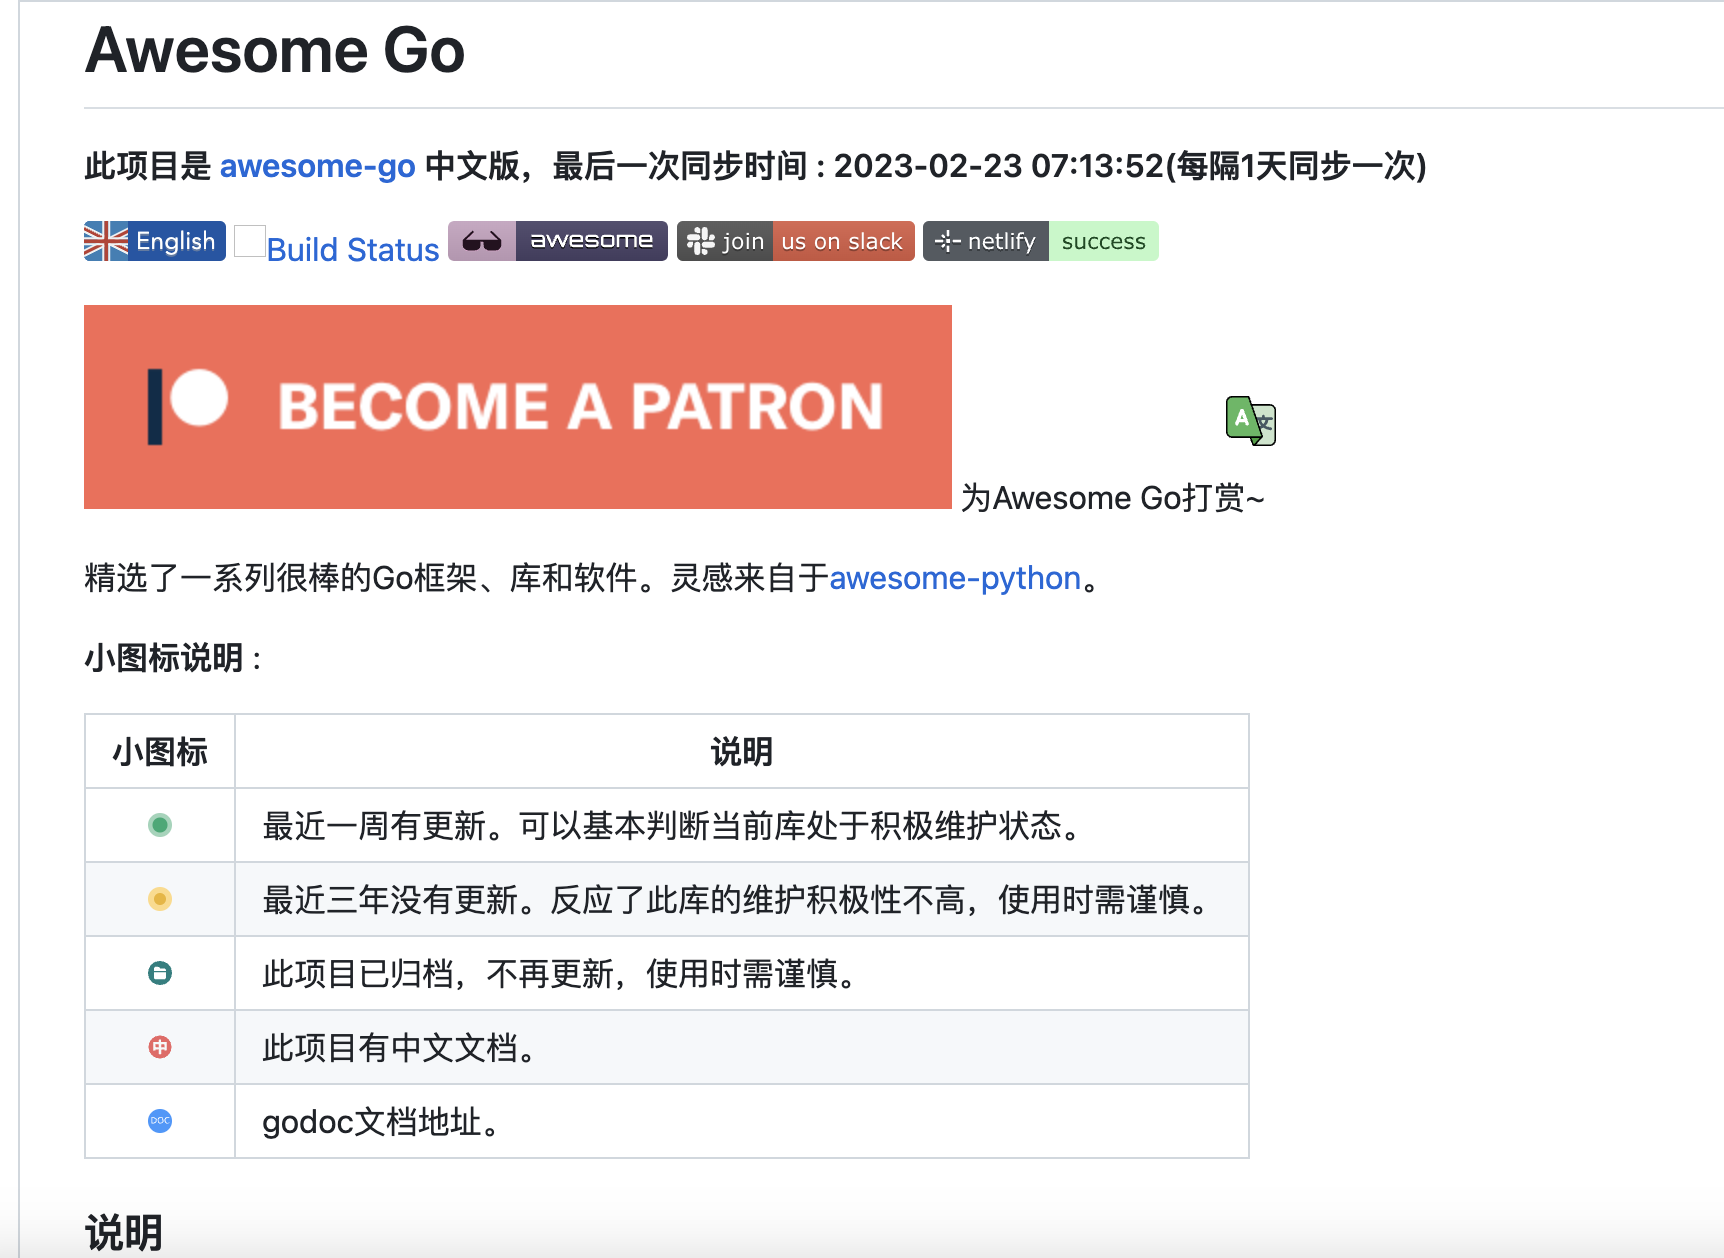 Awesome Go
此项目是 awesome-go 中文版，最后一次同步时间 : 2023-02-23 07:13:52(每隔1天同步一次)
English Build Status awesome join us on slack netlify success
BECOME A PATRON
A 文
为Awesome Go打赏~
精选了一系列很棒的Go框架、库和软件。灵感来自于awesome-python。
小图标说明 :
小图标 说明
最近一周有更新。可以基本判断当前库处于积极维护状态。
最近三年没有更新。反应了此库的维护积极性不高，使用时需谨慎。
此项目已归档，不再更新，使用时需谨慎。
中 此项目有中文文档。
DOC godoc文档地址。
说明